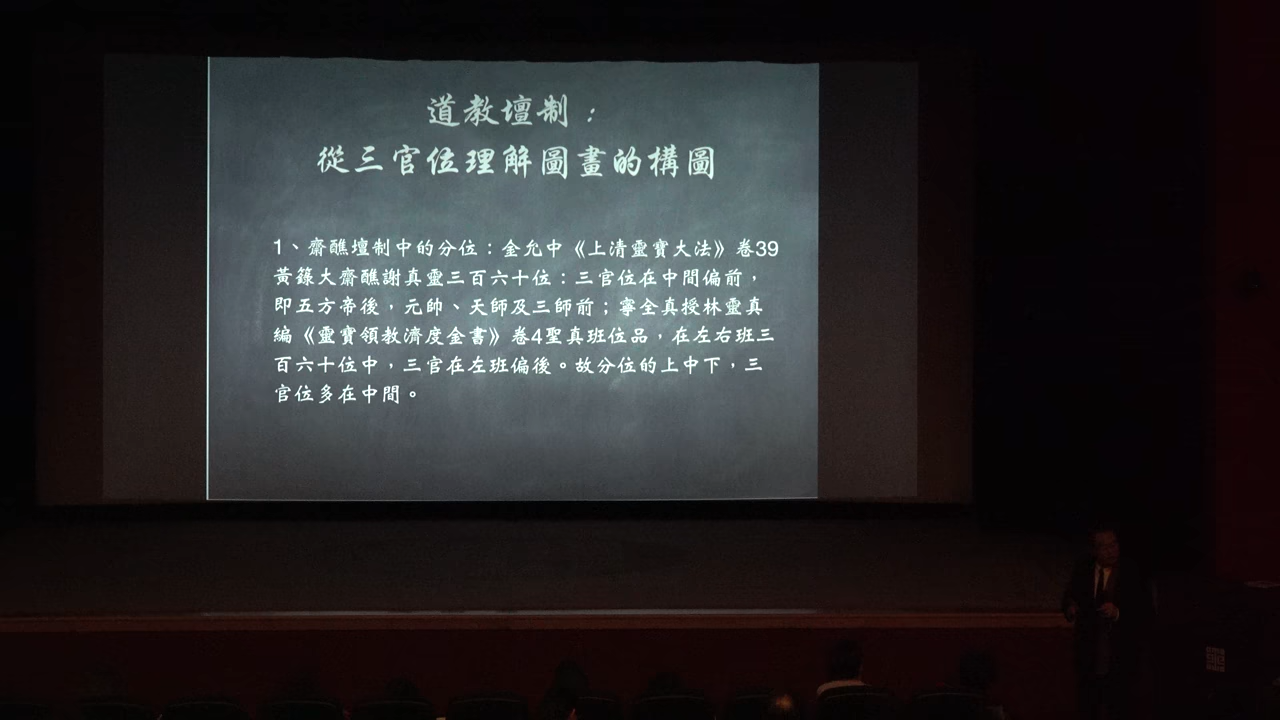 道教壇制：
從三官位理解圖畫的構圖
1、齋醮壇制中的分位：金允中《上清靈寶大法》卷39
黃籙大齋醮謝真靈三百六十位：三官位在中間偏前，
即五方帝後，元帥、天師及三師前；寧全真授林靈真
編《靈寶領教濟度金書》卷4聖真班位品，在左右班三
百六十位中，三官在左班偏後。故分位的上中下，三
官位多在中間。